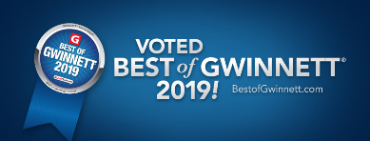 G
BEST OF
GWINNETT
2019
VOTED
BEST of GWINNETT®
2019!
BestofGwinnett.com